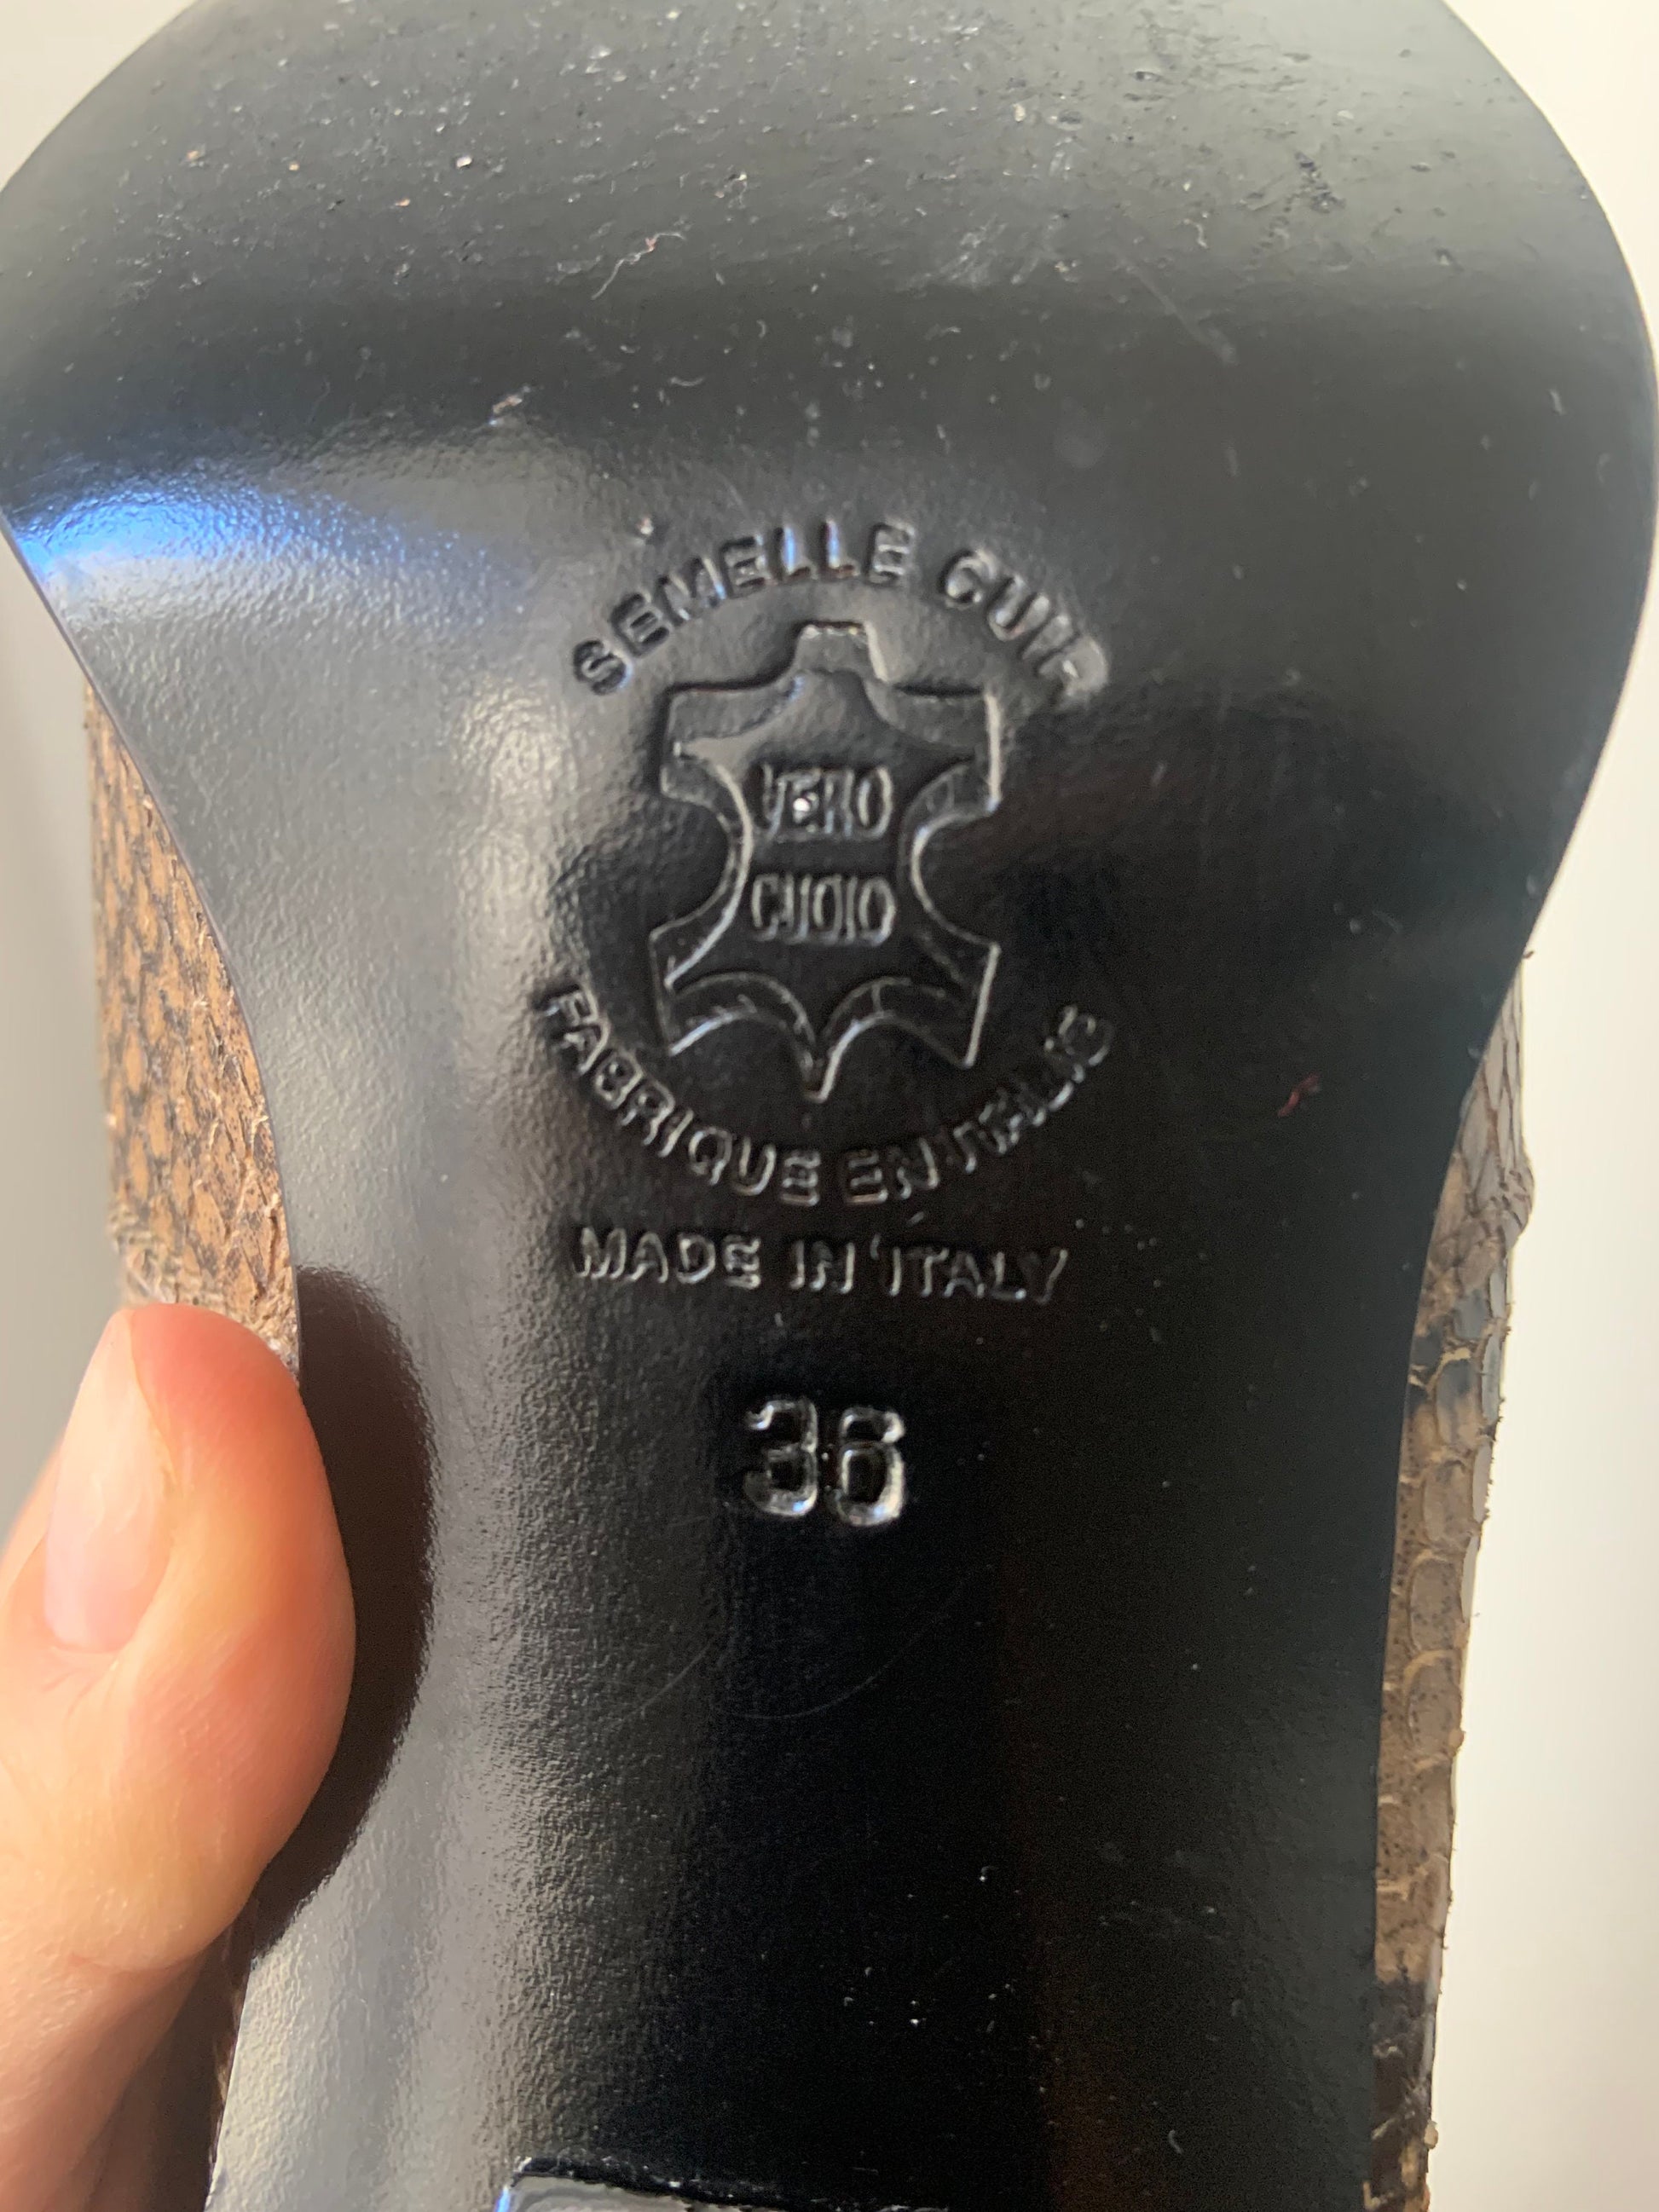 SEMELLE CUIR
VERO
CUOIO
FABRIQUE EN ITALIE
MADE IN ITALY
36